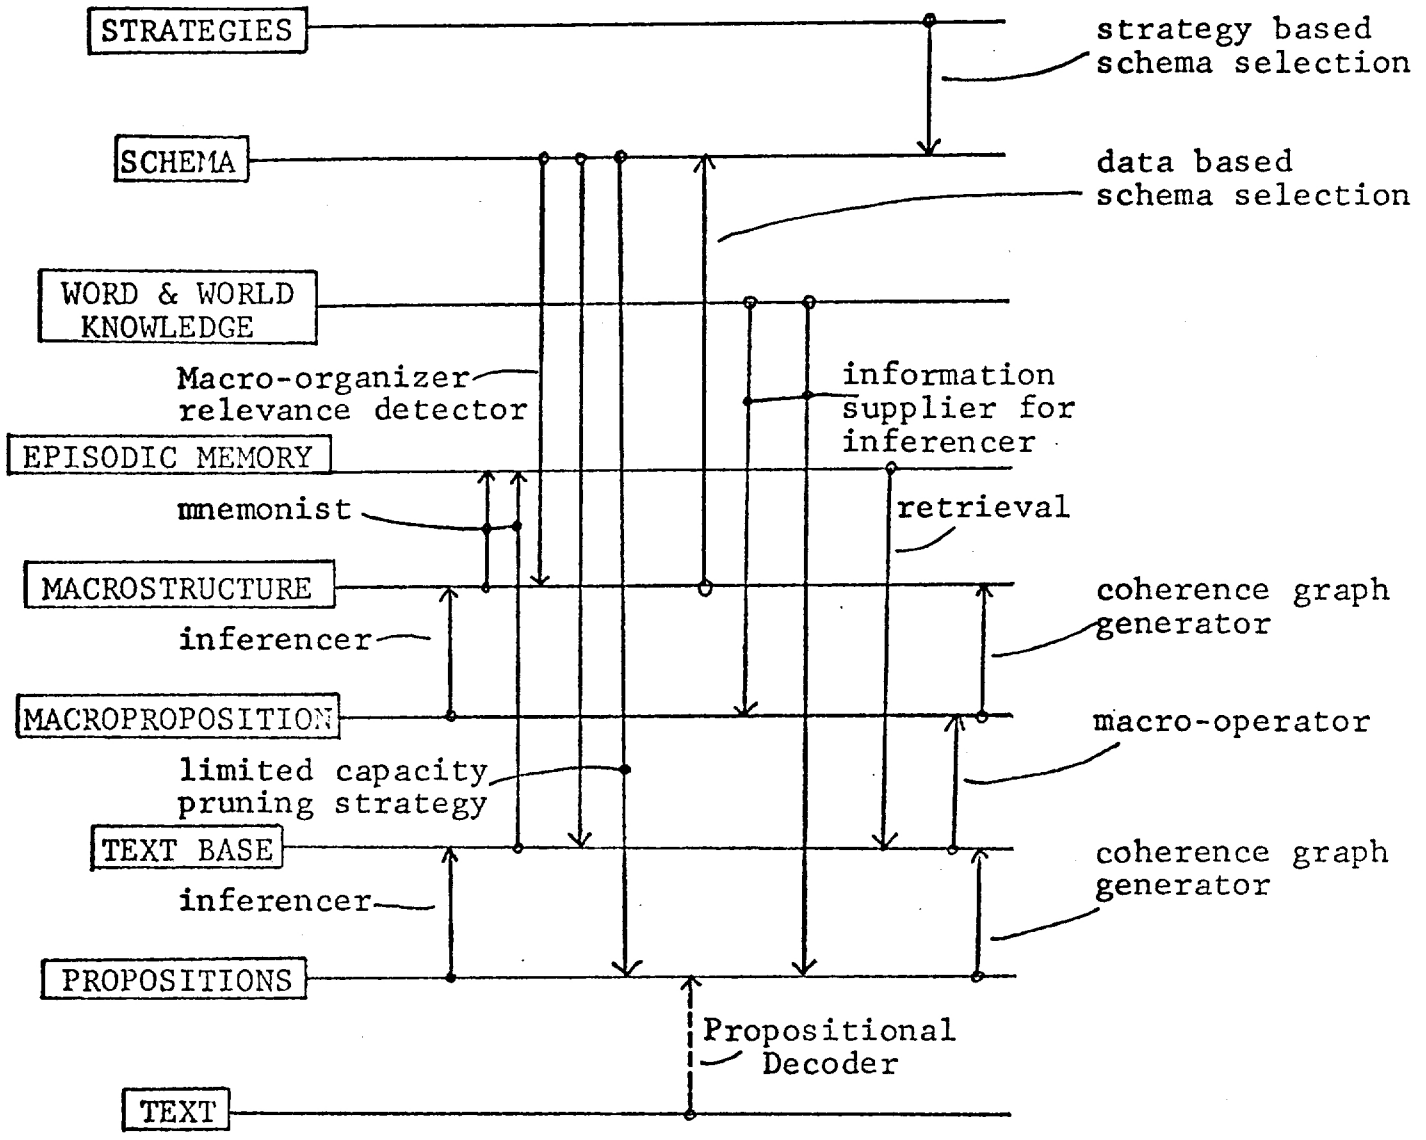 STRATEGIES
strategy based
schema selection
SCHEMA
data based
schema selection
WORD & WORLD
KNOWLEDGE
Macro-organizer
relevance detector
information
supplier for
inferencer
EPISODIC MEMORY
mnemonist
retrieval
MACROSTRUCTURE
coherence graph
generator
inferencer
MACROPROPOSITION
macro-operator
limited capacity
pruning strategy
TEXT BASE
coherence graph
generator
inferencer
PROPOSITIONS
Propositional
Decoder
TEXT